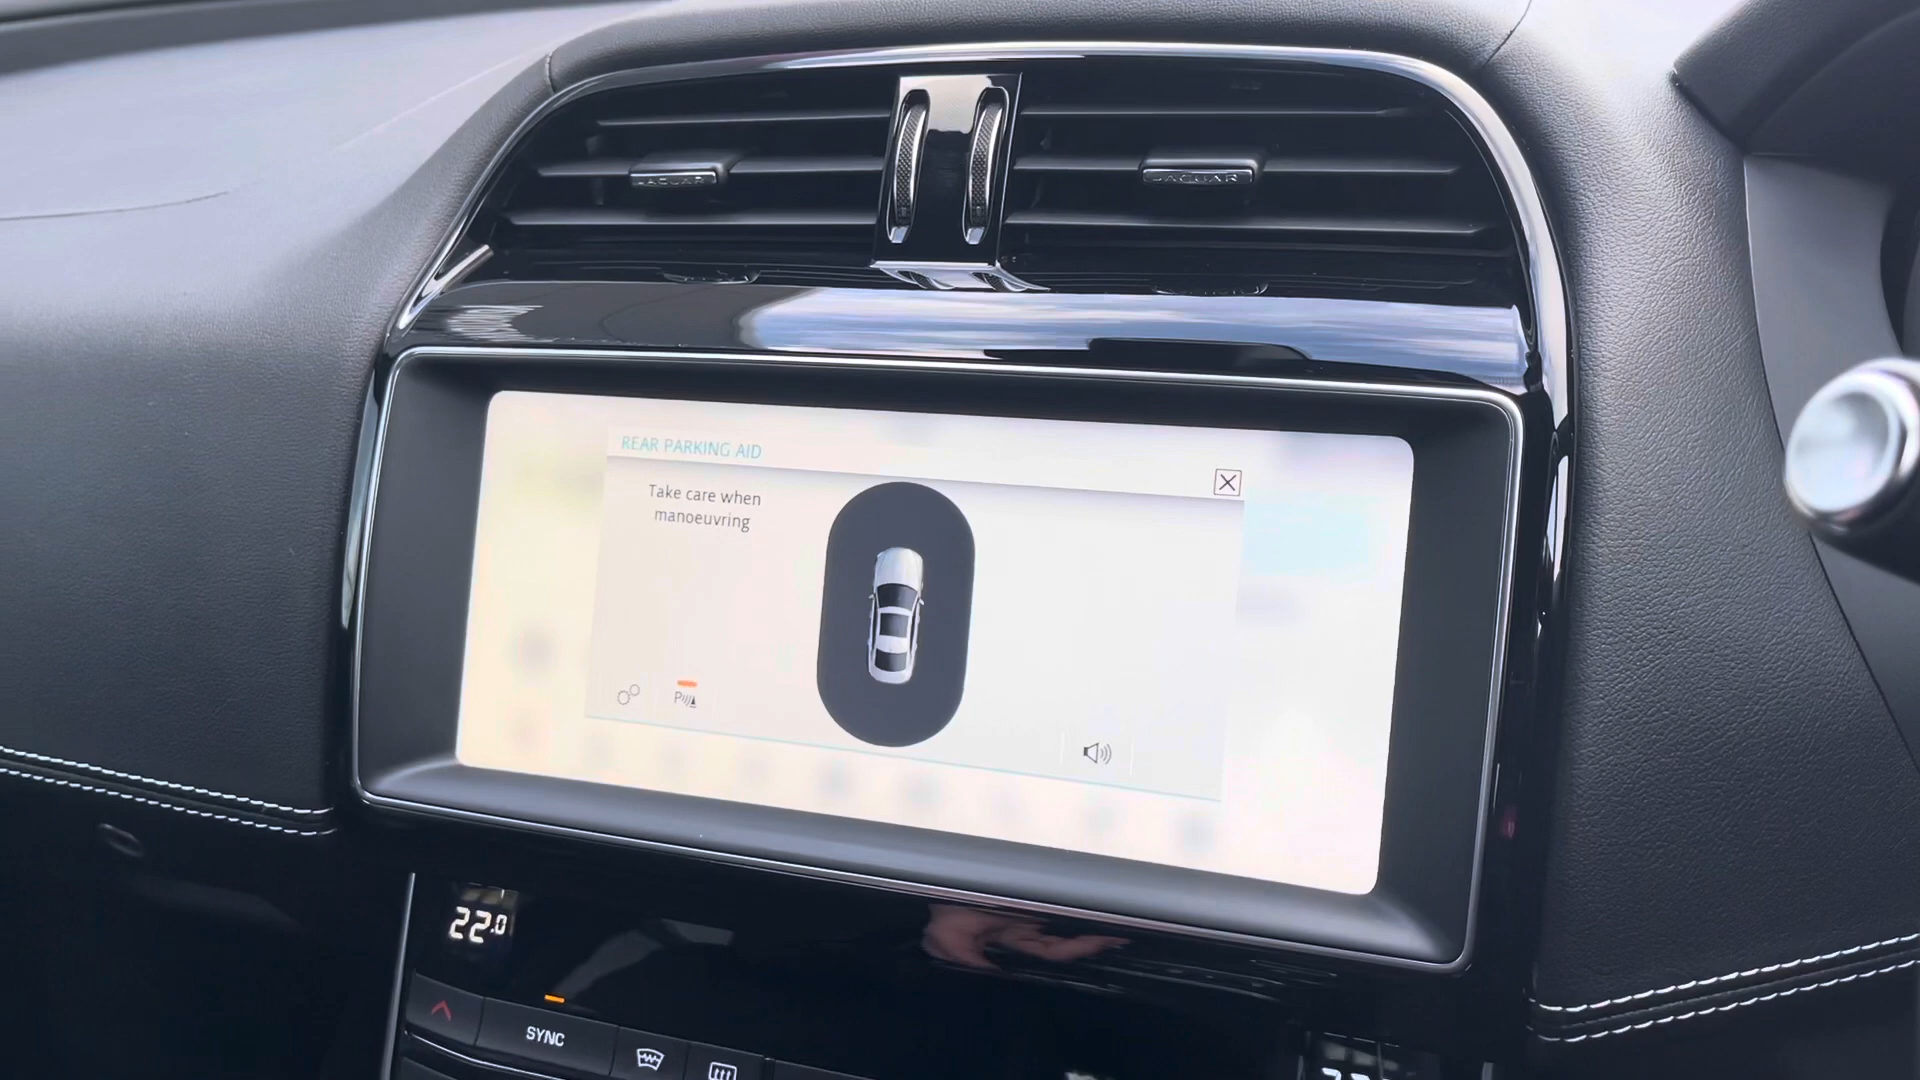 JAGUAR
JAGUAR
REAR PARKING AID
Take care when
manoeuvring
P
22.0
SYNC